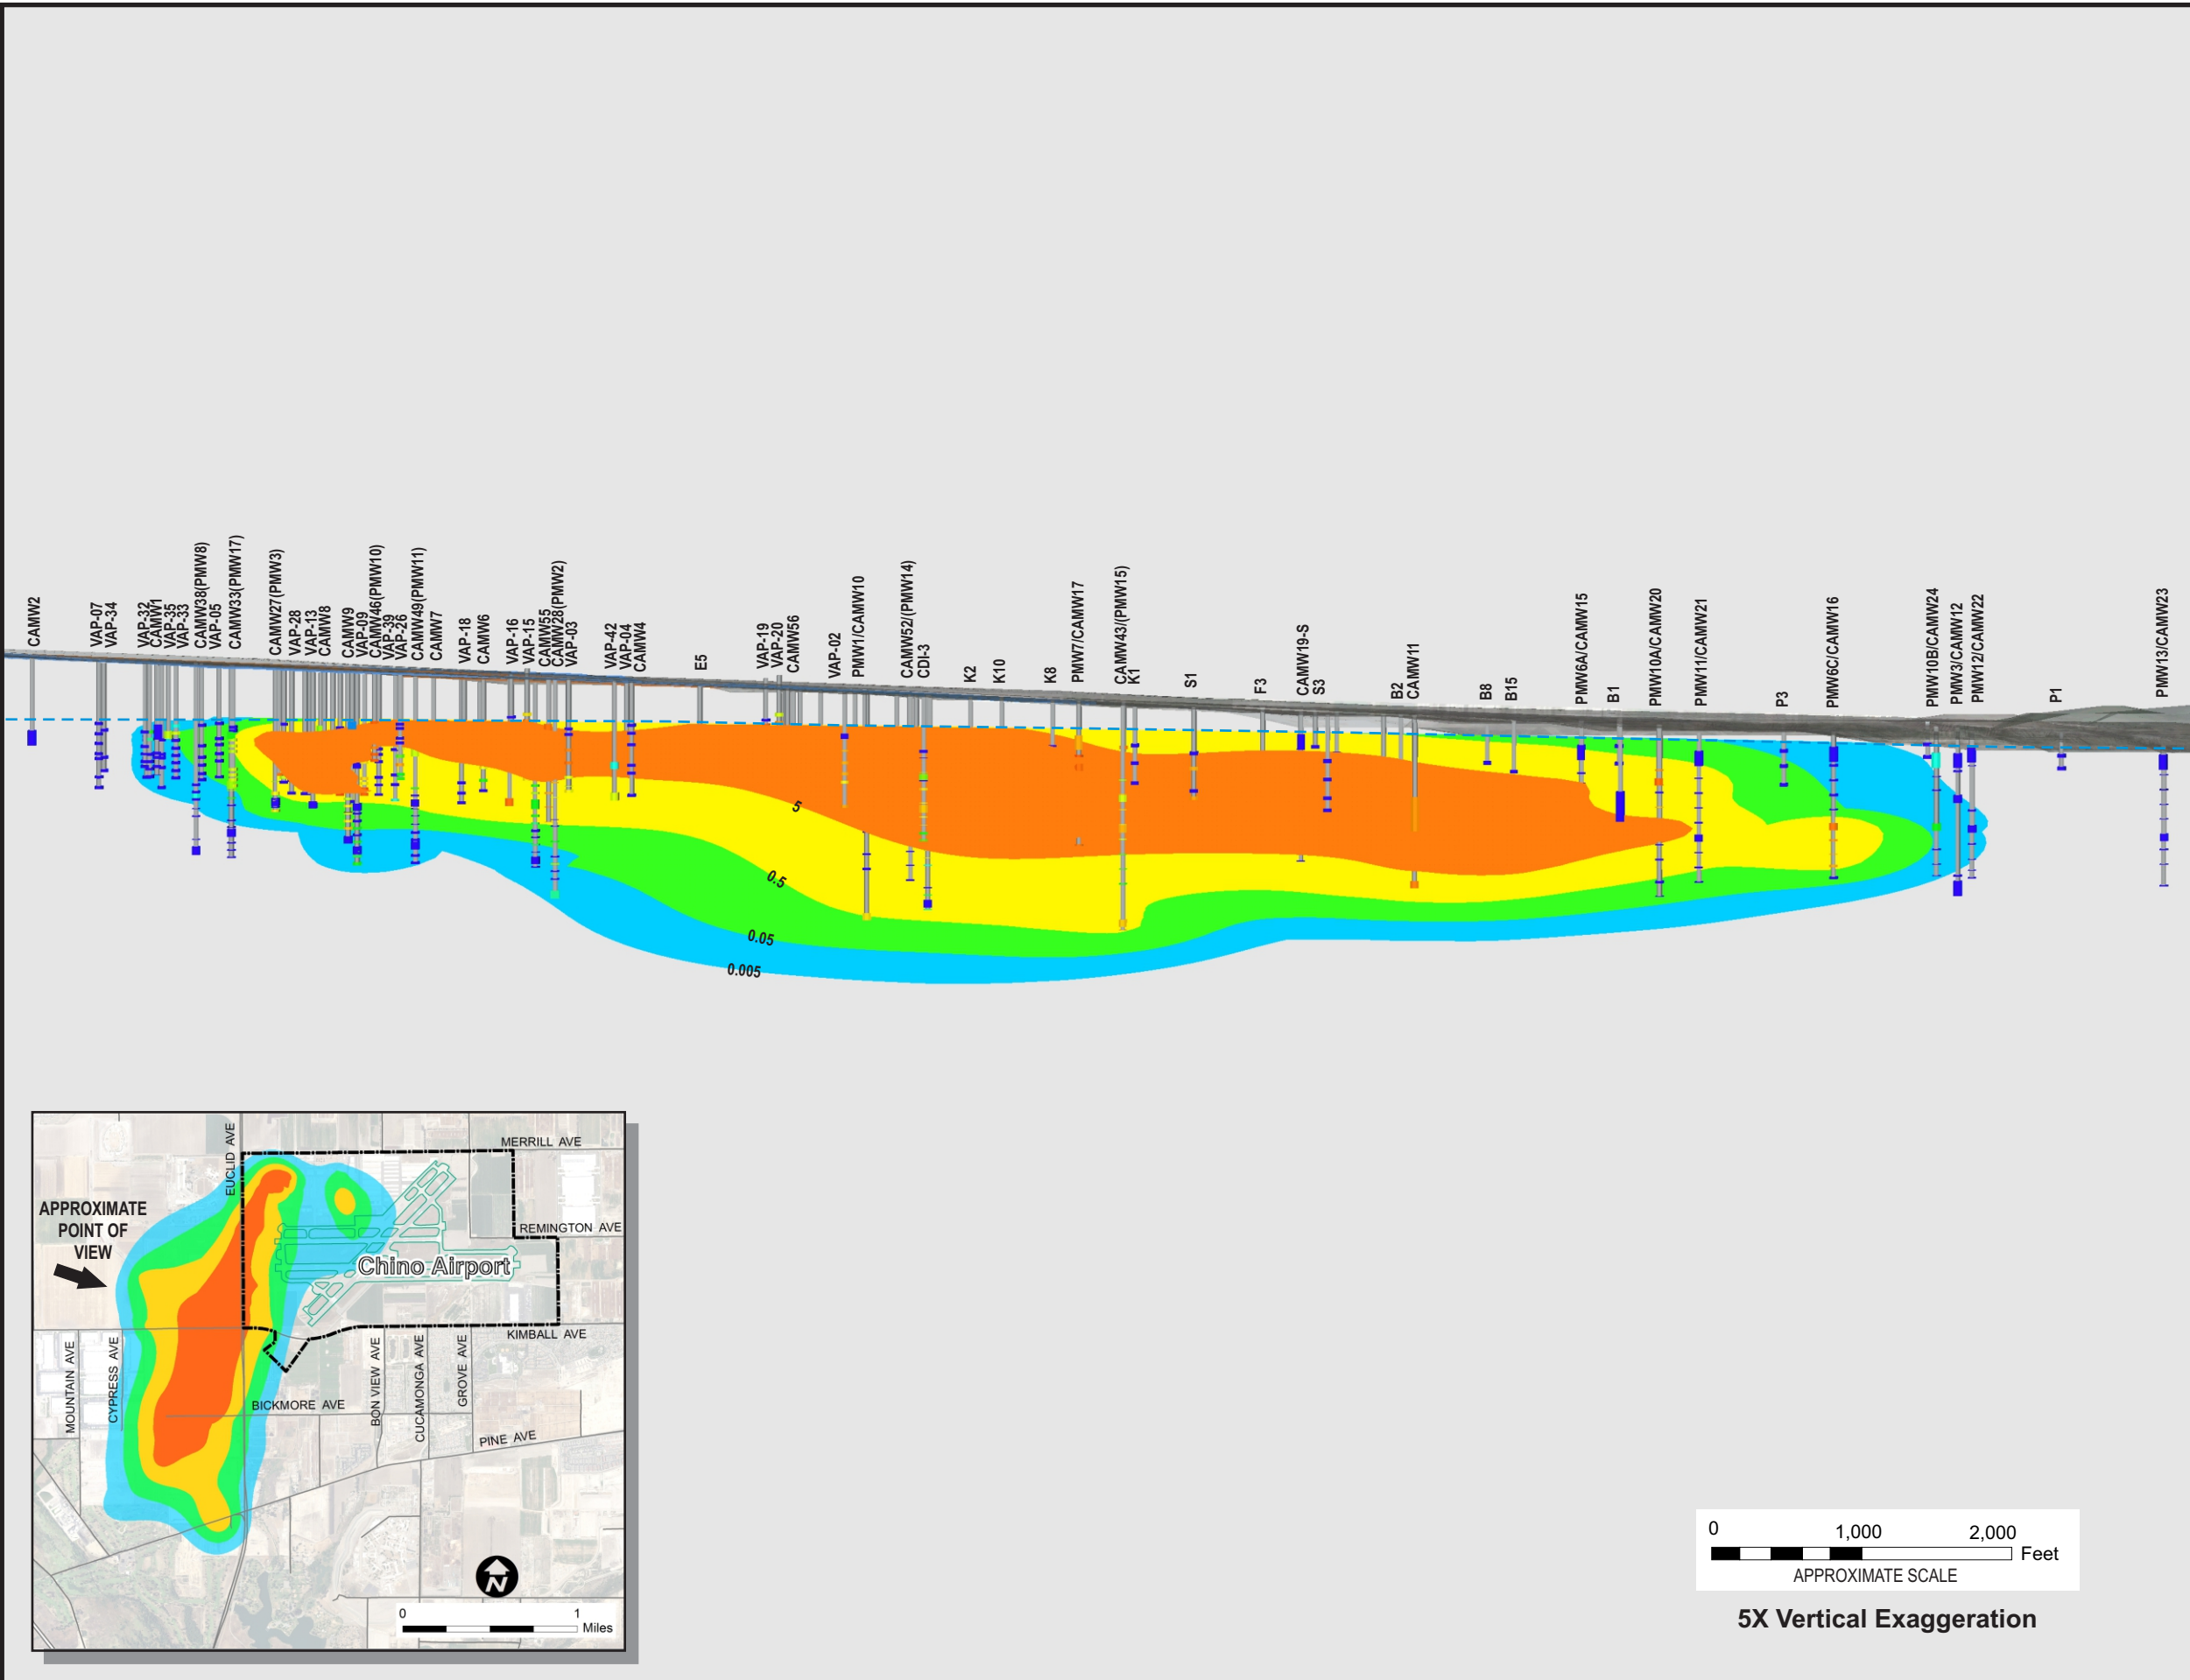 CAMW2
VAP-07
VAP-34
VAP-32
CAMW1
VAP-35
VAP-33
CAMW38(PMW8)
VAP-05
CAMW33(PMW17)
CAMW27(PMW3)
VAP-28
VAP-13
CAMW8
CAMW9
VAP-09
CAMW46(PMW10)
VAP-39
VAP-26
CAMW49(PMW11)
CAMW7
VAP-18
CAMW6
VAP-16
VAP-15
CAMW55
CAMW28(PMW2)
VAP-03
VAP-42
VAP-04
CAMW4
E5
VAP-19
VAP-20
CAMW56
VAP-02
PMW1/CAMW10
CAMW52/(PMW14)
CDI-3
K2
K10
K8
PMW7/CAMW17
CAMW43/(PMW15)
K1
S1
F3
CAMW19-S
S3
B2
CAMW11
B8
B15
PMW6A/CAMW15
B1
PMW10A/CAMW20
PMW11/CAMW21
P3
PMW6C/CAMW16
PMW10B/CAMW24
PMW3/CAMW12
PMW12/CAMW22
P1
PMW13/CAMW23
5
0.5
0.05
0.005
EUCLID AVE
MERRILL AVE
APPROXIMATE
POINT OF
VIEW
REMINGTON AVE
Chino Airport
KIMBALL AVE
MOUNTAIN AVE
CYPRESS AVE
BICKMORE AVE
BON VIEW AVE
CUCAMONGA AVE
GROVE AVE
PINE AVE
N
0 1
Miles
0 1,000 2,000
Feet
APPROXIMATE SCALE
5X Vertical Exaggeration